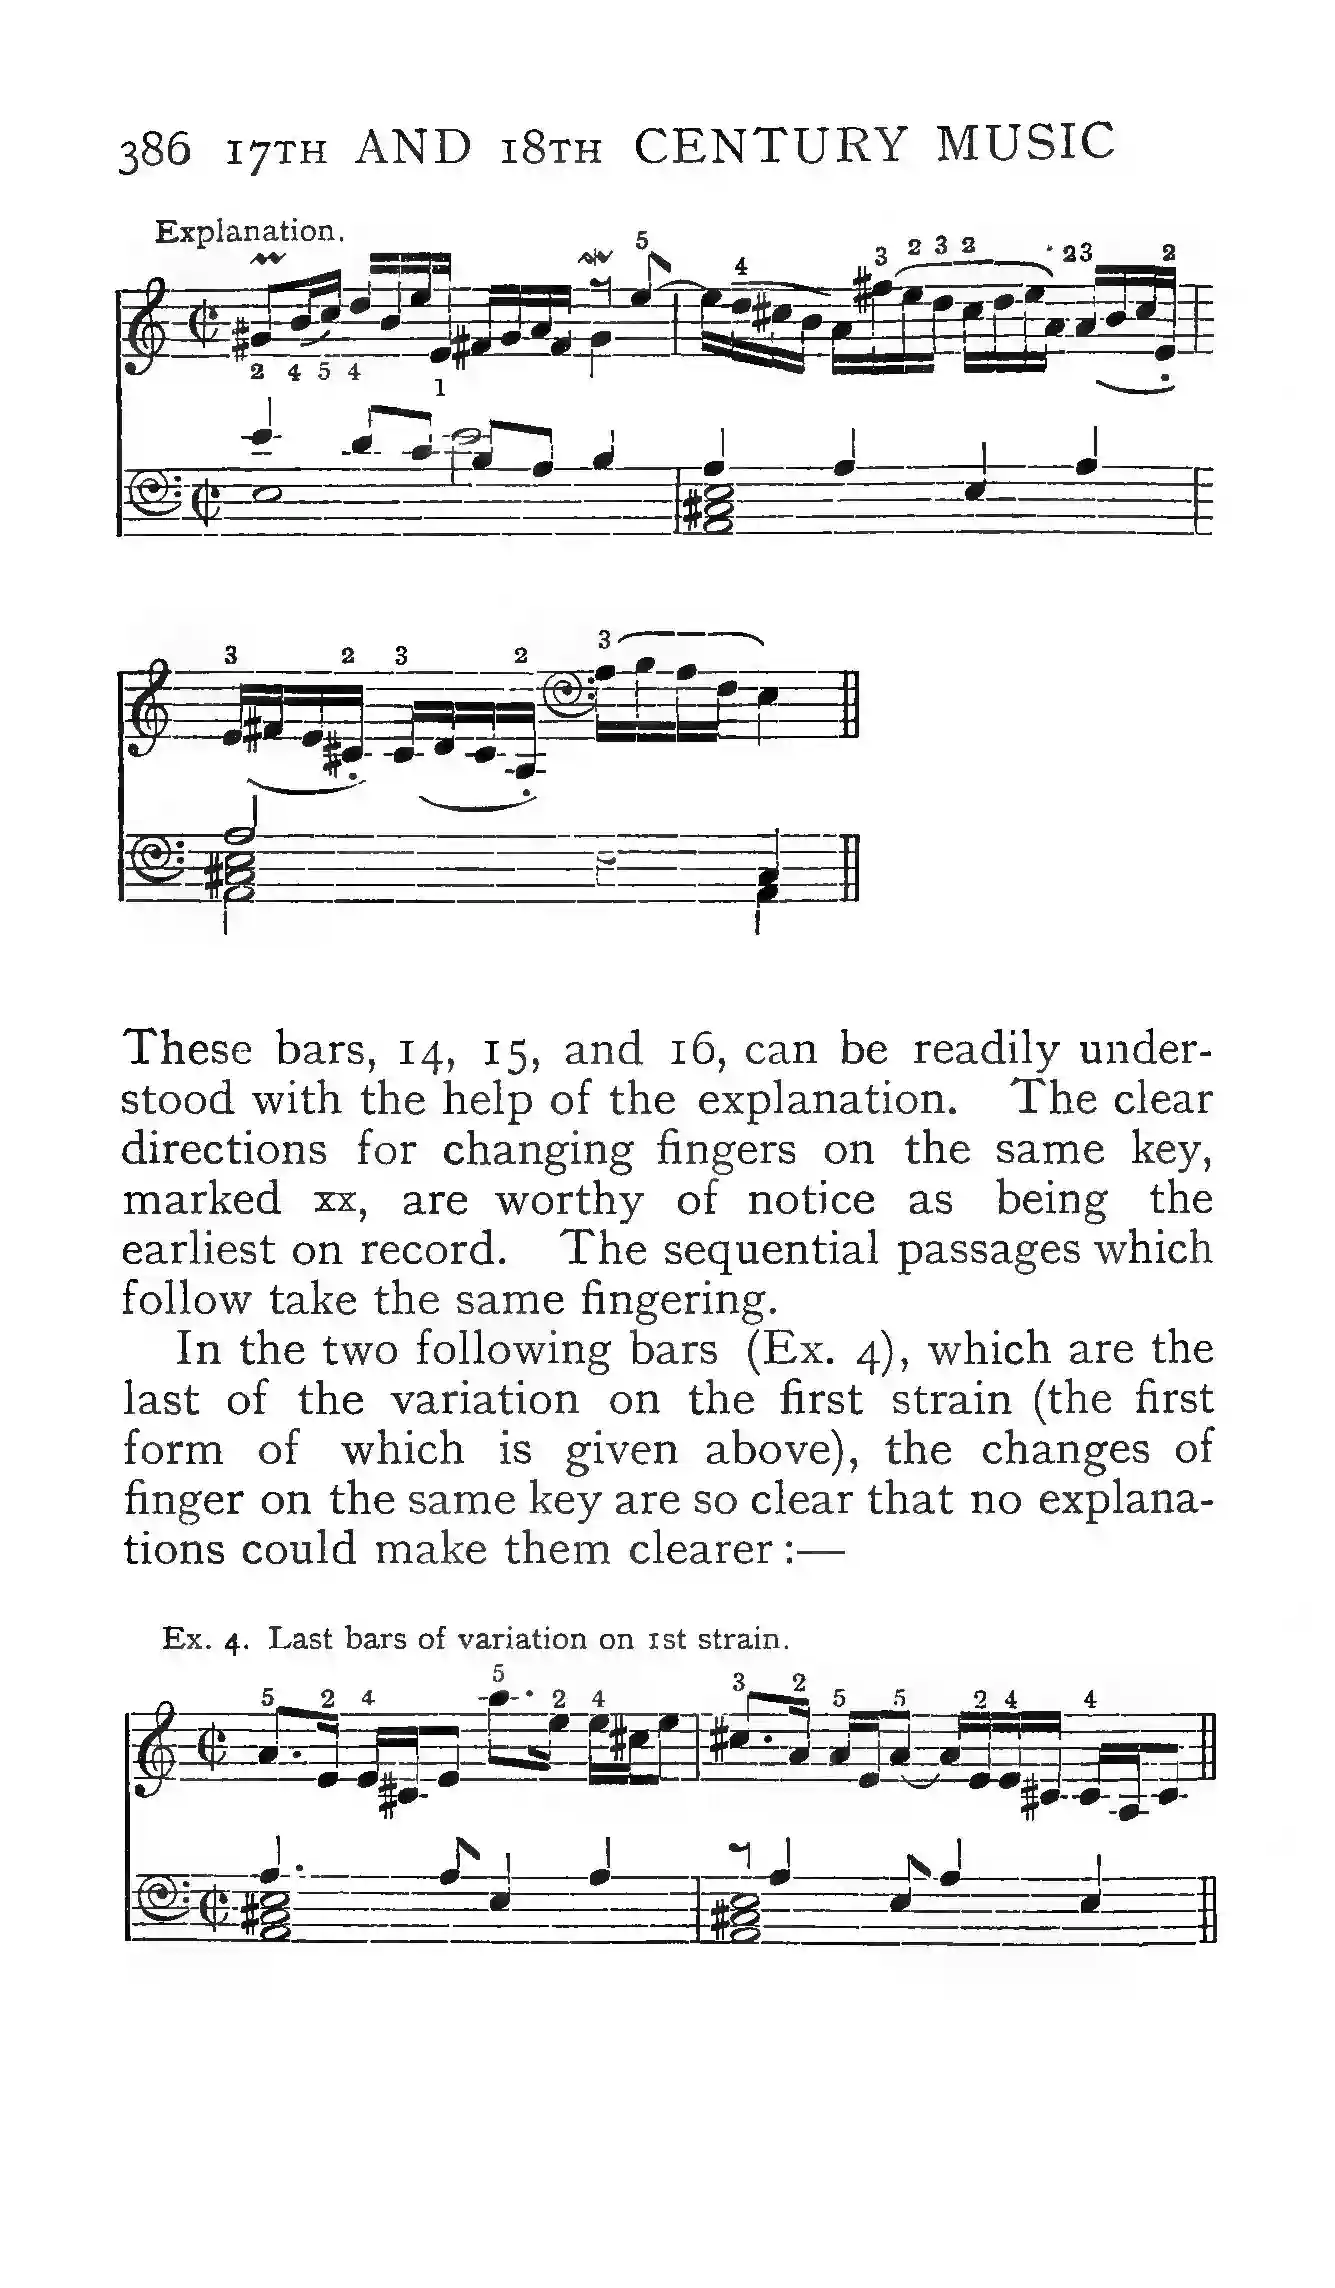 386 17TH AND 18TH CENTURY MUSIC
Explanation.
5
4 3 2 3 2 2 3 2
2 4 5 4 1
3 2 3 2 3
These bars, 14, 15, and 16, can be readily under-
stood with the help of the explanation. The clear
directions for changing fingers on the same key,
marked xx, are worthy of notice as being the
earliest on record. The sequential passages which
follow take the same fingering.
In the two following bars (Ex. 4), which are the
last of the variation on the first strain (the first
form of which is given above), the changes of
finger on the same key are so clear that no explana-
tions could make them clearer :—
Ex. 4. Last bars of variation on 1st strain.
5 2 4 5 2 4 3 2 5 5 2 4 4